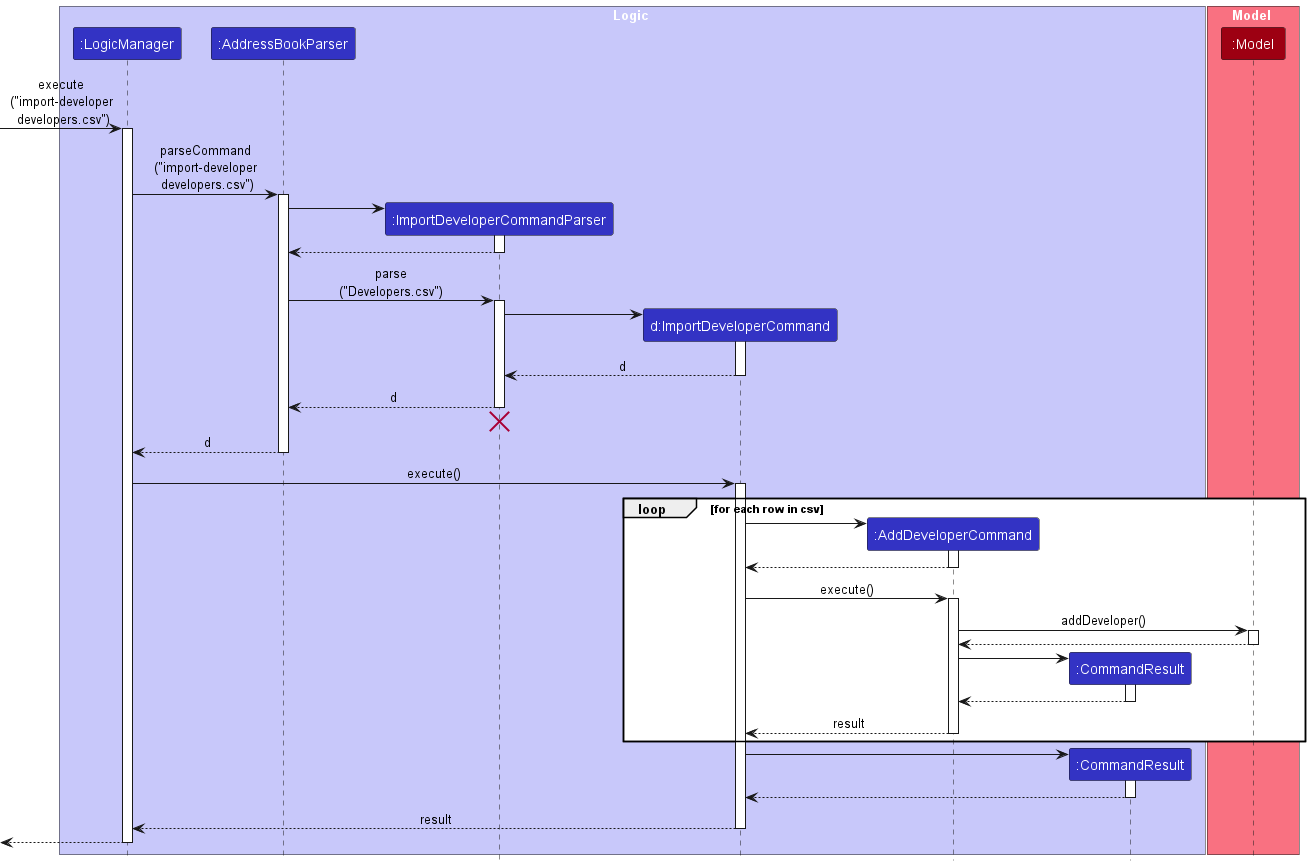 Logic
Model
:LogicManager
:AddressBookParser
:Model
execute
("import-developer
developers.csv")
parseCommand
("import-developer
developers.csv")
:ImportDeveloperCommandParser
parse
("Developers.csv")
d:ImportDeveloperCommand
d
d
d
execute()
loop
[for each row in csv]
:AddDeveloperCommand
execute()
addDeveloper()
:CommandResult
result
:CommandResult
result